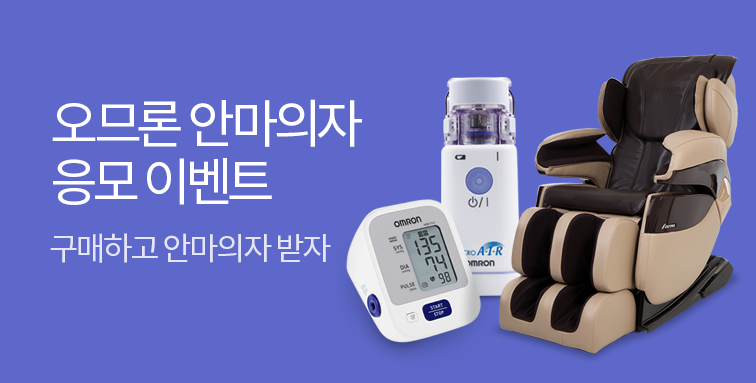 오므론 안마의자
응모 이벤트
구매하고 안마의자 받자
OMRON
SYS
135
DIA
74
PULSE
98
START
STOP
A-I-R
OMRON